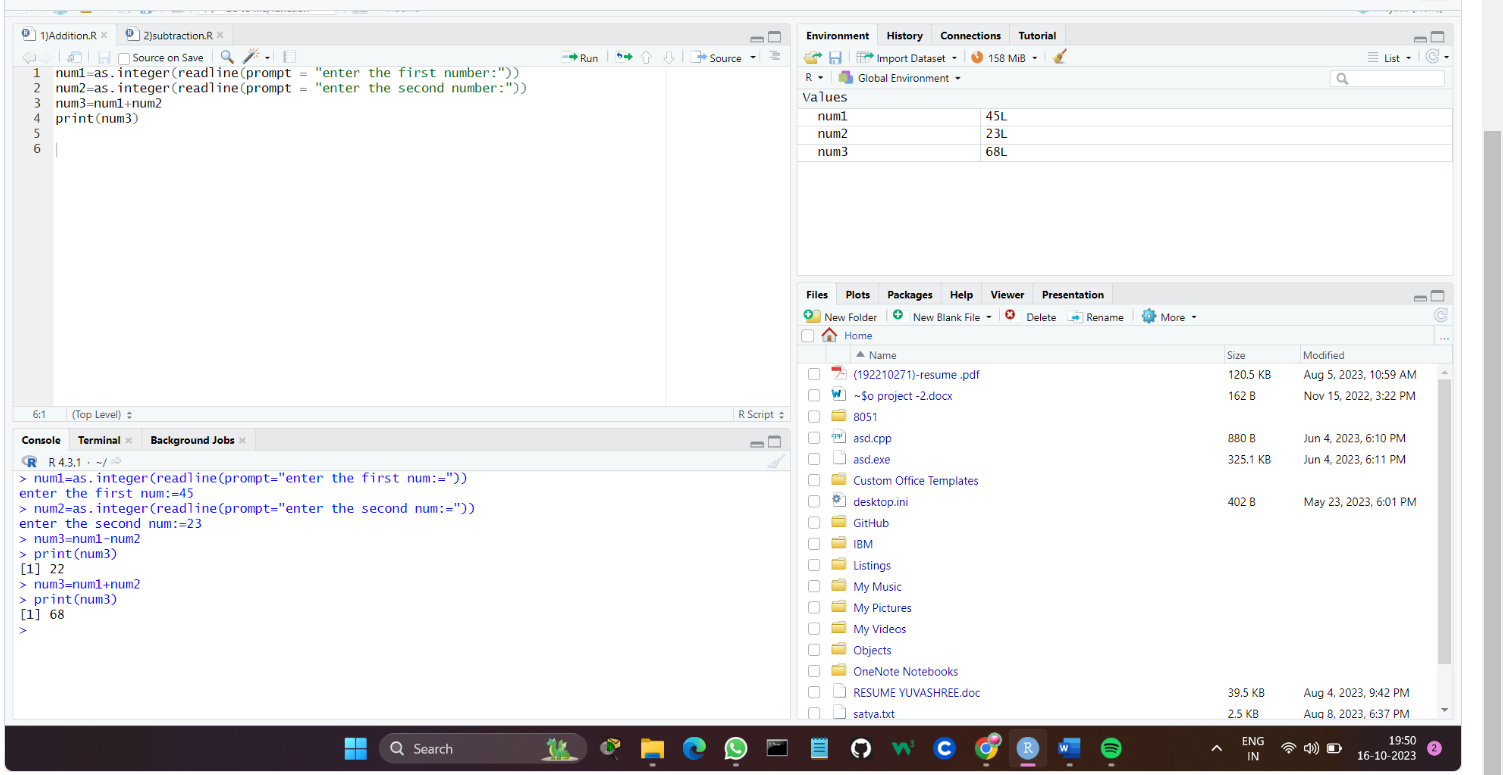 1)Addition.R
2)subtraction.R
Source on Save
Run
Source
1 num1=as.integer(readline(prompt = "enter the first number:"))
2 num2=as.integer(readline(prompt = "enter the second number:"))
3 num3=num1+num2
4 print(num3)
5
6
6:1 (Top Level) R Script
Console Terminal Background Jobs
R 4.3.1 · ~/
> num1=as.integer(readline(prompt="enter the first num:="))
enter the first num:=45
> num2=as.integer(readline(prompt="enter the second num:="))
enter the second num:=23
> num3=num1-num2
> print(num3)
[1] 22
> num3=num1+num2
> print(num3)
[1] 68
>
Environment History Connections Tutorial
Import Dataset 158 MiB List
R Global Environment
Values
num1 45L
num2 23L
num3 68L
Files Plots Packages Help Viewer Presentation
New Folder New Blank File Delete Rename More
Home ...
Name Size Modified
(192210271)-resume .pdf 120.5 KB Aug 5, 2023, 10:59 AM
~$o project -2.docx 162 B Nov 15, 2022, 3:22 PM
8051
asd.cpp 880 B Jun 4, 2023, 6:10 PM
asd.exe 325.1 KB Jun 4, 2023, 6:11 PM
Custom Office Templates
desktop.ini 402 B May 23, 2023, 6:01 PM
GitHub
IBM
Listings
My Music
My Pictures
My Videos
Objects
OneNote Notebooks
RESUME YUVASHREE.doc 39.5 KB Aug 4, 2023, 9:42 PM
satya.txt 2.5 KB Aug 8, 2023, 6:37 PM
Search
ENG
IN
19:50
16-10-2023
2